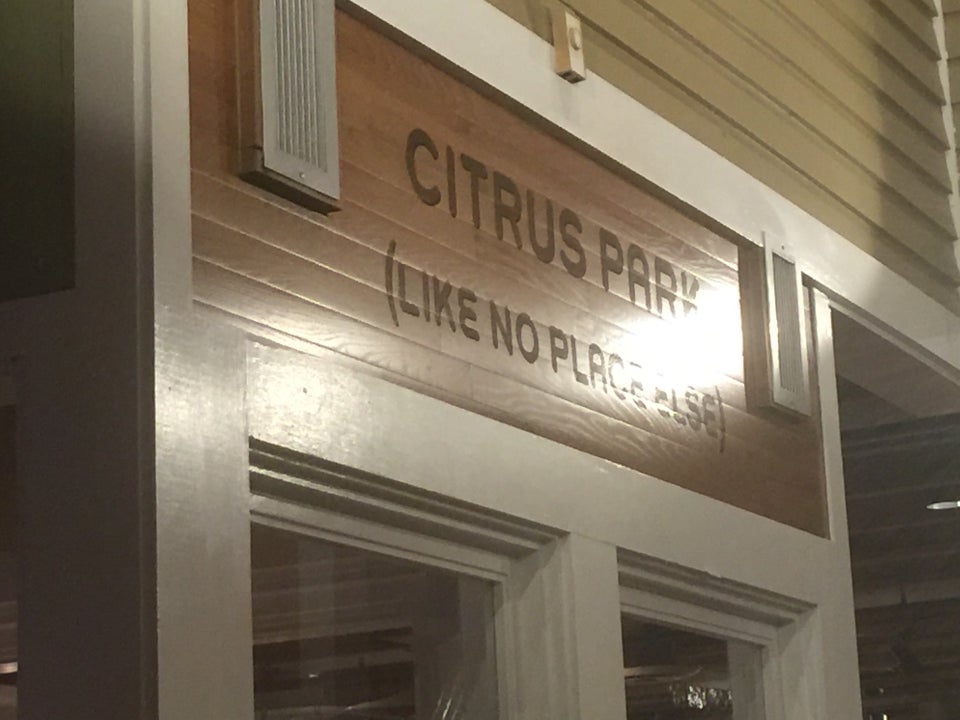 CITRUS PARK
(LIKE NO PLACE ELSE)